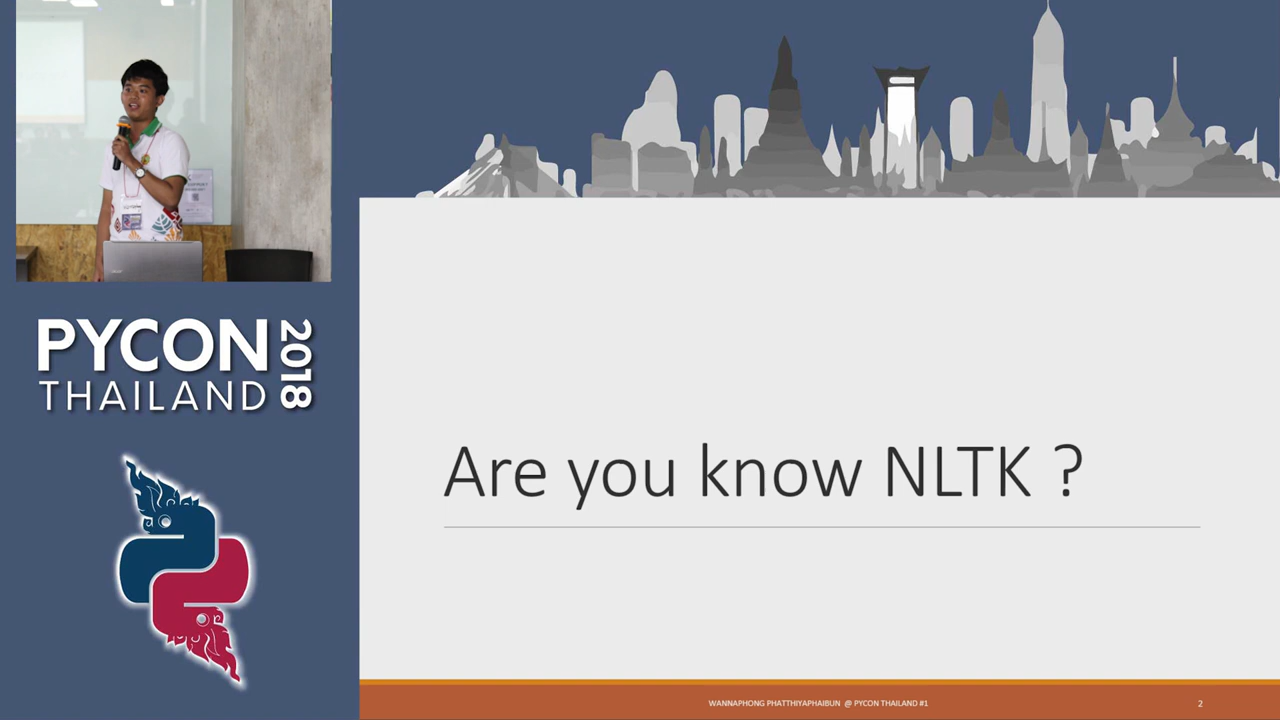 PYCON 2018
THAILAND
Are you know NLTK ?
WANNAPHONG PHATTHIYAPHAIBUN @ PYCON THAILAND #1
2